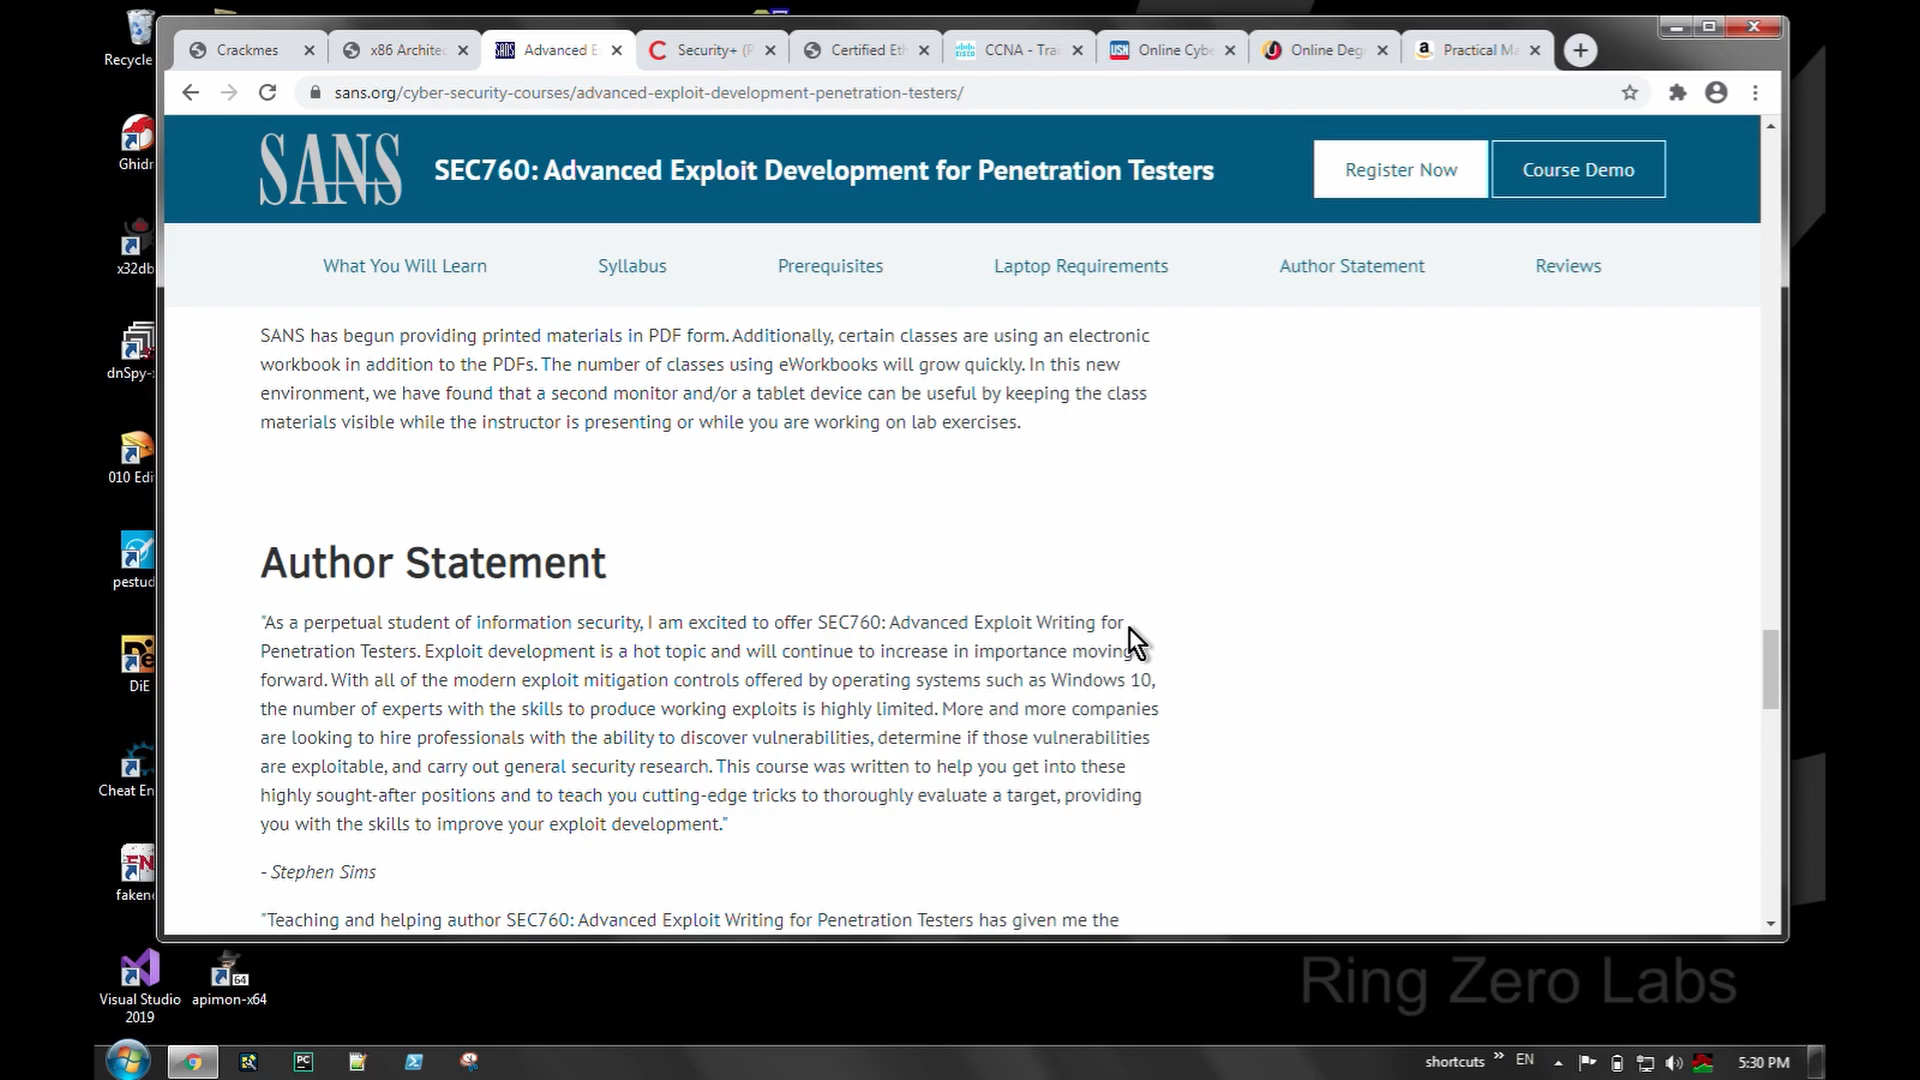 Crackmes
x86 Architec
Advanced E
Security+ (P
Certified Eth
CCNA - Trai
Online Cybe
Online Degr
Practical Ma
sans.org/cyber-security-courses/advanced-exploit-development-penetration-testers/
SANS
SEC760: Advanced Exploit Development for Penetration Testers
Register Now
Course Demo
What You Will Learn
Syllabus
Prerequisites
Laptop Requirements
Author Statement
Reviews
SANS has begun providing printed materials in PDF form. Additionally, certain classes are using an electronic
workbook in addition to the PDFs. The number of classes using eWorkbooks will grow quickly. In this new
environment, we have found that a second monitor and/or a tablet device can be useful by keeping the class
materials visible while the instructor is presenting or while you are working on lab exercises.
Author Statement
"As a perpetual student of information security, I am excited to offer SEC760: Advanced Exploit Writing for
Penetration Testers. Exploit development is a hot topic and will continue to increase in importance moving
forward. With all of the modern exploit mitigation controls offered by operating systems such as Windows 10,
the number of experts with the skills to produce working exploits is highly limited. More and more companies
are looking to hire professionals with the ability to discover vulnerabilities, determine if those vulnerabilities
are exploitable, and carry out general security research. This course was written to help you get into these
highly sought-after positions and to teach you cutting-edge tricks to thoroughly evaluate a target, providing
you with the skills to improve your exploit development."
- Stephen Sims
"Teaching and helping author SEC760: Advanced Exploit Writing for Penetration Testers has given me the
Recycle
Ghidr
x32db
dnSpy-
010 Edi
pestud
DiE
Cheat En
fakene
Visual Studio
2019
apimon-x64
64
Ring Zero Labs
PC
shortcuts
EN
5:30 PM